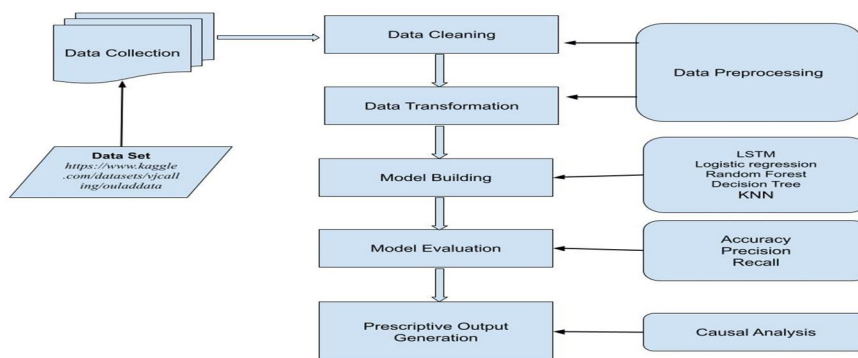 Data Collection
Data Cleaning
Data Preprocessing
Data Transformation
Data Set
https://www.kaggle
.com/datasets/vjcall
ing/ouladdata
Model Building
LSTM
Logistic regression
Random Forest
Decision Tree
KNN
Model Evaluation
Accuracy
Precision
Recall
Prescriptive Output
Generation
Causal Analysis